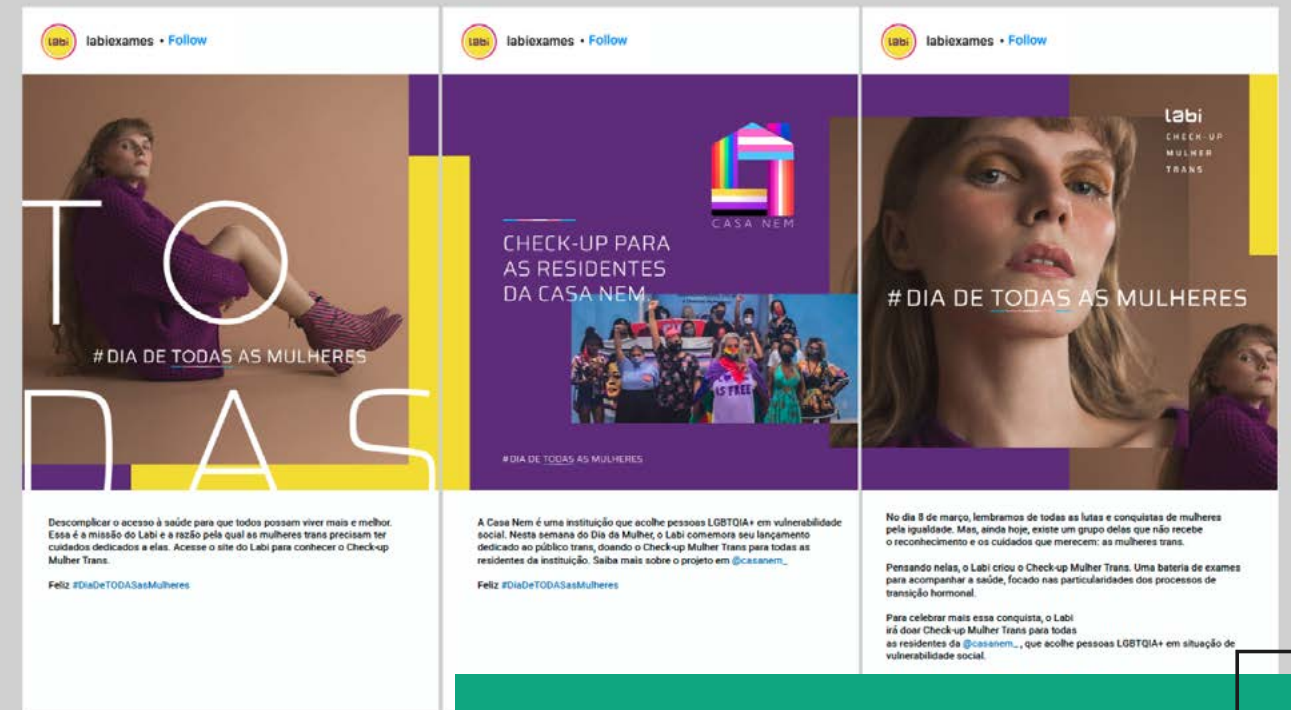 labi
labiexames • Follow
TO
#DIA DE TODAS AS MULHERES
DAS
Descomplicar o acesso à saúde para que todos possam viver mais e melhor.
Essa é a missão do Labi e a razão pela qual as mulheres trans precisam ter
cuidados dedicados a elas. Acesse o site do Labi para conhecer o Check-up
Mulher Trans.
Feliz #DiaDeTODASasMulheres
labi
labiexames • Follow
CASA NEM
CHECK-UP PARA
AS RESIDENTES
DA CASA NEM
IS FREE
#DIA DE TODAS AS MULHERES
A Casa Nem é uma instituição que acolhe pessoas LGBTQIA+ em vulnerabilidade
social. Nesta semana do Dia da Mulher, o Labi comemora seu lançamento
dedicado ao público trans, doando o Check-up Mulher Trans para todas as
residentes da instituição. Saiba mais sobre o projeto em @casanem_
Feliz #DiaDeTODASasMulheres
labi
labiexames • Follow
labi
CHECK-UP
MULHER
TRANS
#DIA DE TODAS AS MULHERES
No dia 8 de março, lembramos de todas as lutas e conquistas de mulheres
pela igualdade. Mas, ainda hoje, existe um grupo delas que não recebe
o reconhecimento e os cuidados que merecem: as mulheres trans.
Pensando nelas, o Labi criou o Check-up Mulher Trans. Uma bateria de exames
para acompanhar a saúde, focado nas particularidades dos processos de
transição hormonal.
Para celebrar mais essa conquista, o Labi
irá doar Check-up Mulher Trans para todas
as residentes da @casanem_, que acolhe pessoas LGBTQIA+ em situação de
vulnerabilidade social.